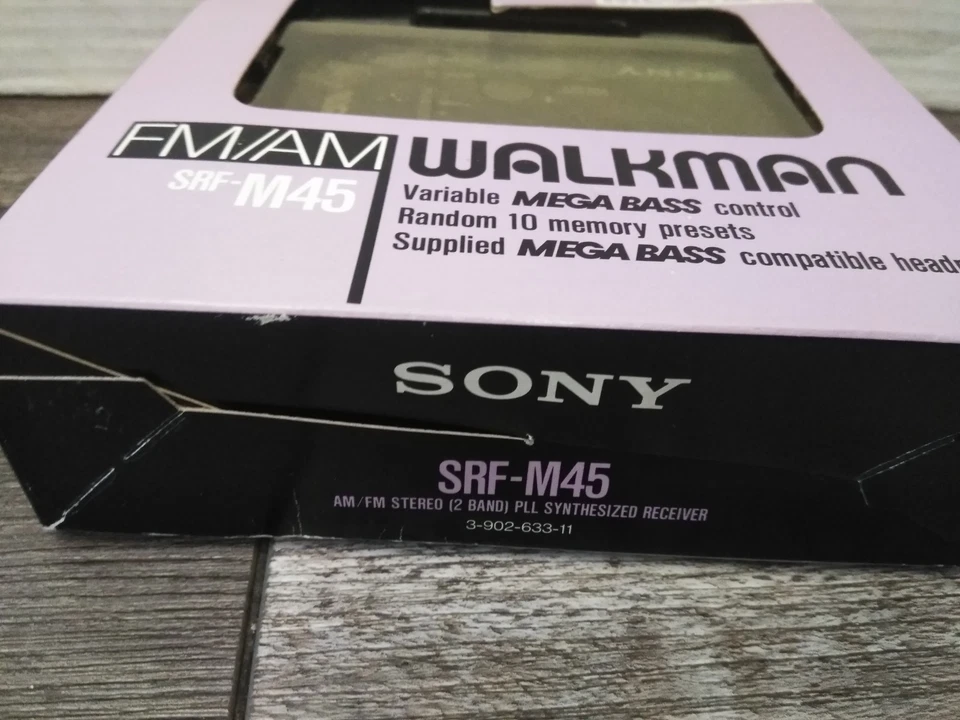 SONY
FM/AM
SRF-M45
WALKMAN
Variable MEGA BASS control
Random 10 memory presets
Supplied MEGA BASS compatible
SONY
SRF-M45
AM/FM STEREO (2 BAND) PLL SYNTHESIZED RECEIVER
3-902-633-11